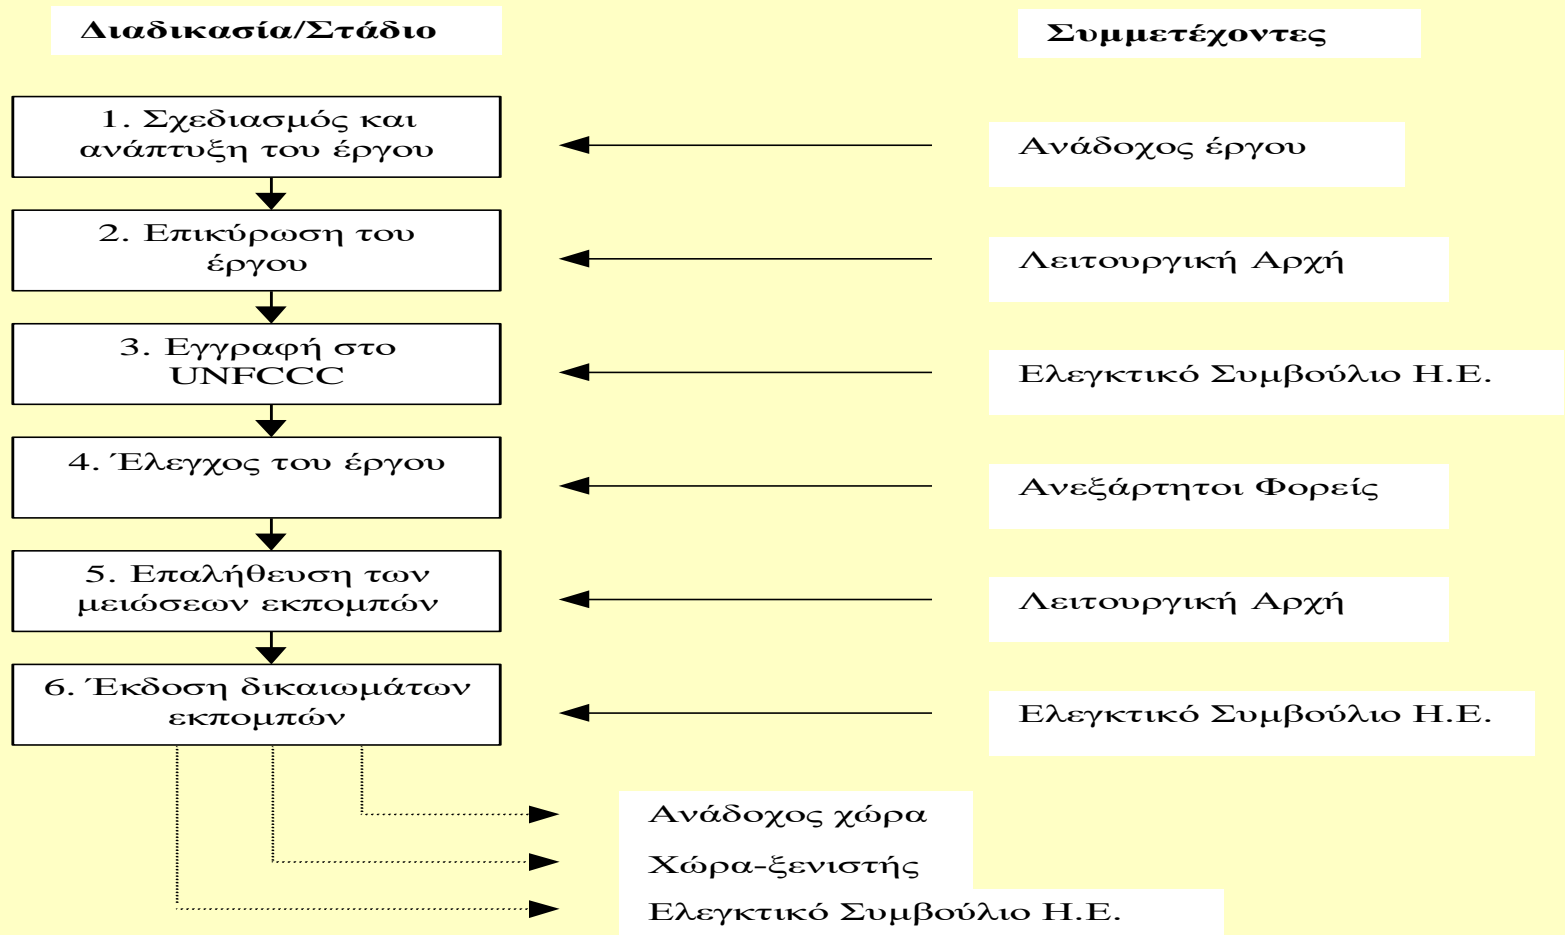 Διαδικασία/Στάδιο
Συμμετέχοντες
1. Σχεδιασμός και
ανάπτυξη του έργου
Ανάδοχος έργου
2. Επικύρωση του
έργου
Λειτουργική Αρχή
3. Εγγραφή στο
UNFCCC
Ελεγκτικό Συμβούλιο Η.Ε.
4. Έλεγχος του έργου
Ανεξάρτητοι Φορείς
5. Επαλήθευση των
μειώσεων εκπομπών
Λειτουργική Αρχή
6. Έκδοση δικαιωμάτων
εκπομπών
Ελεγκτικό Συμβούλιο Η.Ε.
Ανάδοχος χώρα
Χώρα-ξενιστής
Ελεγκτικό Συμβούλιο Η.Ε.